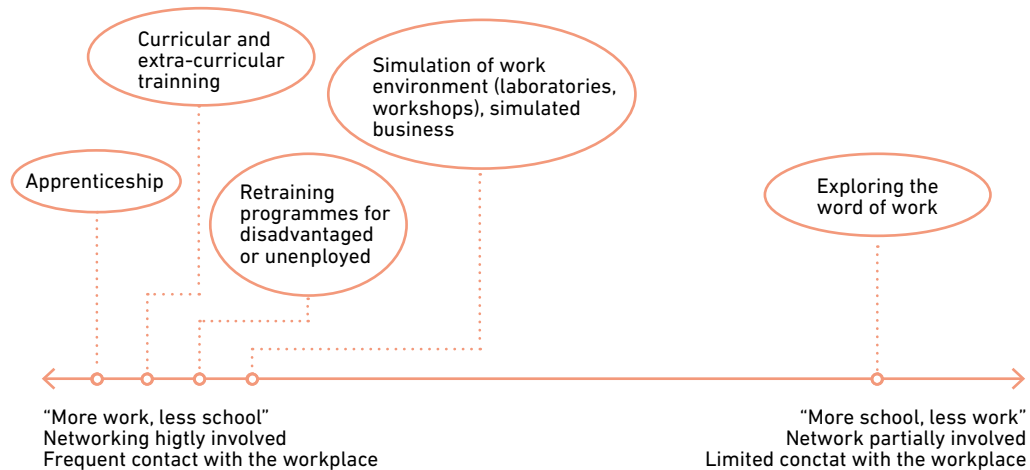 Curricular and
extra-curricular
trainning
Simulation of work
environment (laboratories,
workshops), simulated
business
Apprenticeship
Retraining
programmes for
disadvantaged
or unenployed
Exploring the
word of work
“More work, less school”
Networking higtly involved
Frequent contact with the workplace
“More school, less work”
Network partially involved
Limited conctat with the workplace